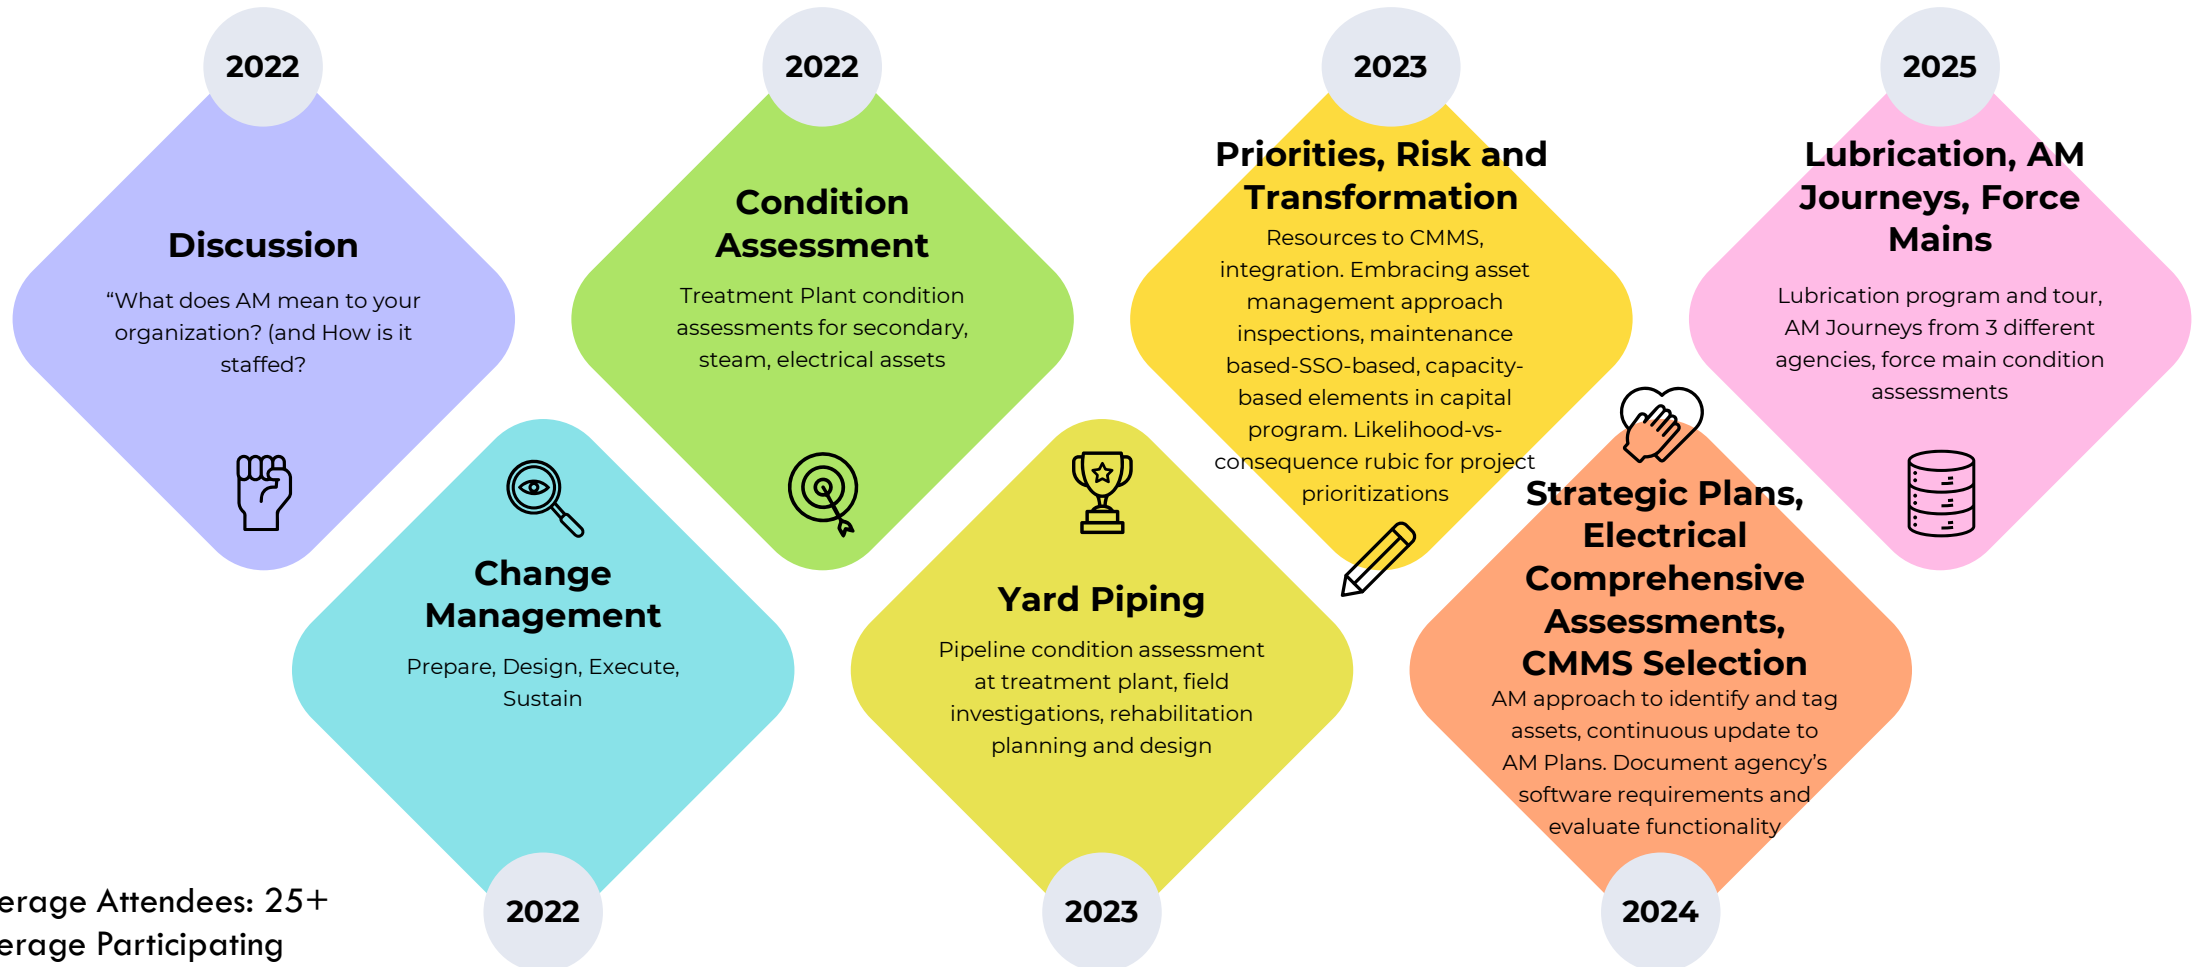 2022
Discussion
“What does AM mean to your
organization? (and How is it
staffed?
Change
Management
Prepare, Design, Execute,
Sustain
2022
2022
Condition
Assessment
Treatment Plant condition
assessments for secondary,
steam, electrical assets
Yard Piping
Pipeline condition assessment
at treatment plant, field
investigations, rehabilitation
planning and design
2023
2023
Priorities, Risk and
Transformation
Resources to CMMS,
integration. Embracing asset
management approach
inspections, maintenance
based-SSO-based, capacity-
based elements in capital
program. Likelihood-vs-
consequence rubic for project
prioritizations
Strategic Plans,
Electrical
Comprehensive
Assessments,
CMMS Selection
AM approach to identify and tag
assets, continuous update to
AM Plans. Document agency’s
software requirements and
evaluate functionality
2024
2025
Lubrication, AM
Journeys, Force
Mains
Lubrication program and tour,
AM Journeys from 3 different
agencies, force main condition
assessments
erage Attendees: 25+
erage Participating